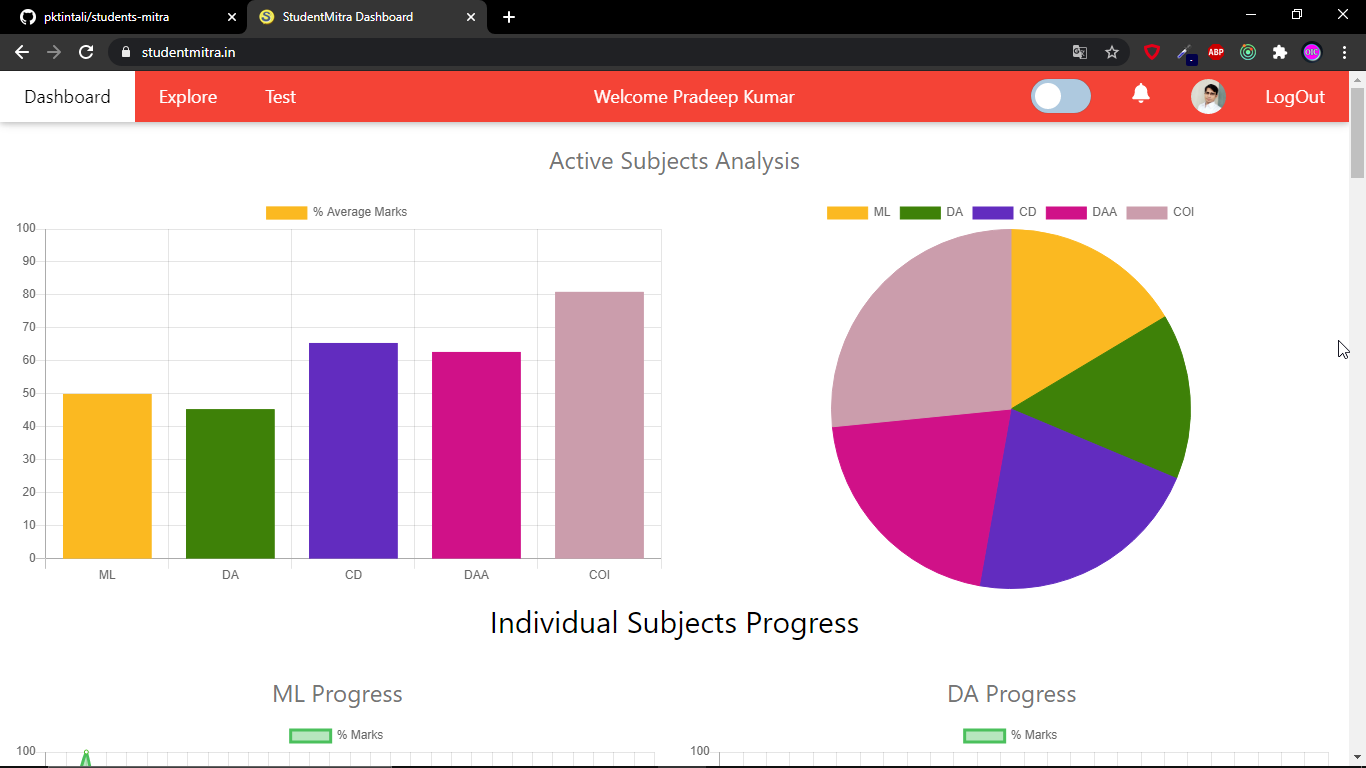 pktintali/students-mitra
StudentMitra Dashboard
studentmitra.in
ABP
OIC
Dashboard
Explore
Test
Welcome Pradeep Kumar
LogOut
Active Subjects Analysis
% Average Marks
100
90
80
70
60
50
40
30
20
10
0
ML
DA
CD
DAA
COI
ML
DA
CD
DAA
COI
Individual Subjects Progress
ML Progress
% Marks
100
DA Progress
% Marks
100